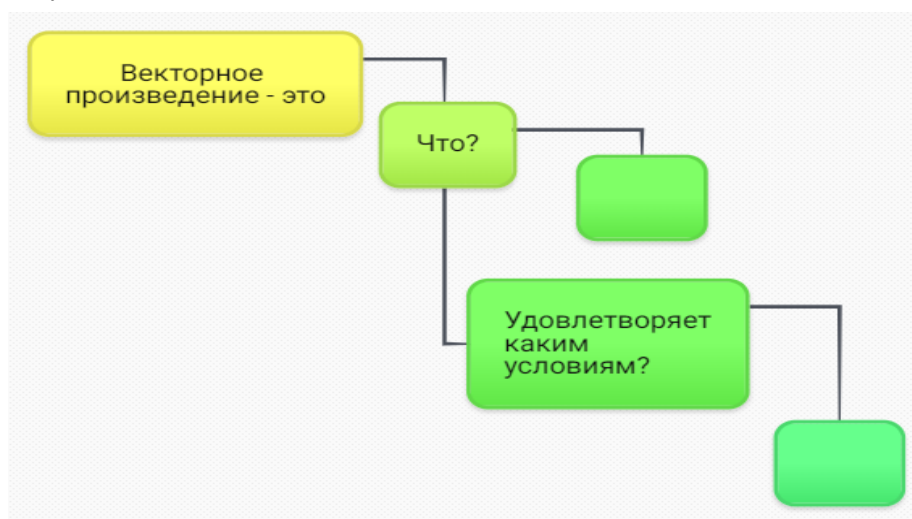 Векторное
произведение - это
Что?
Удовлетворяет
каким
условиям?